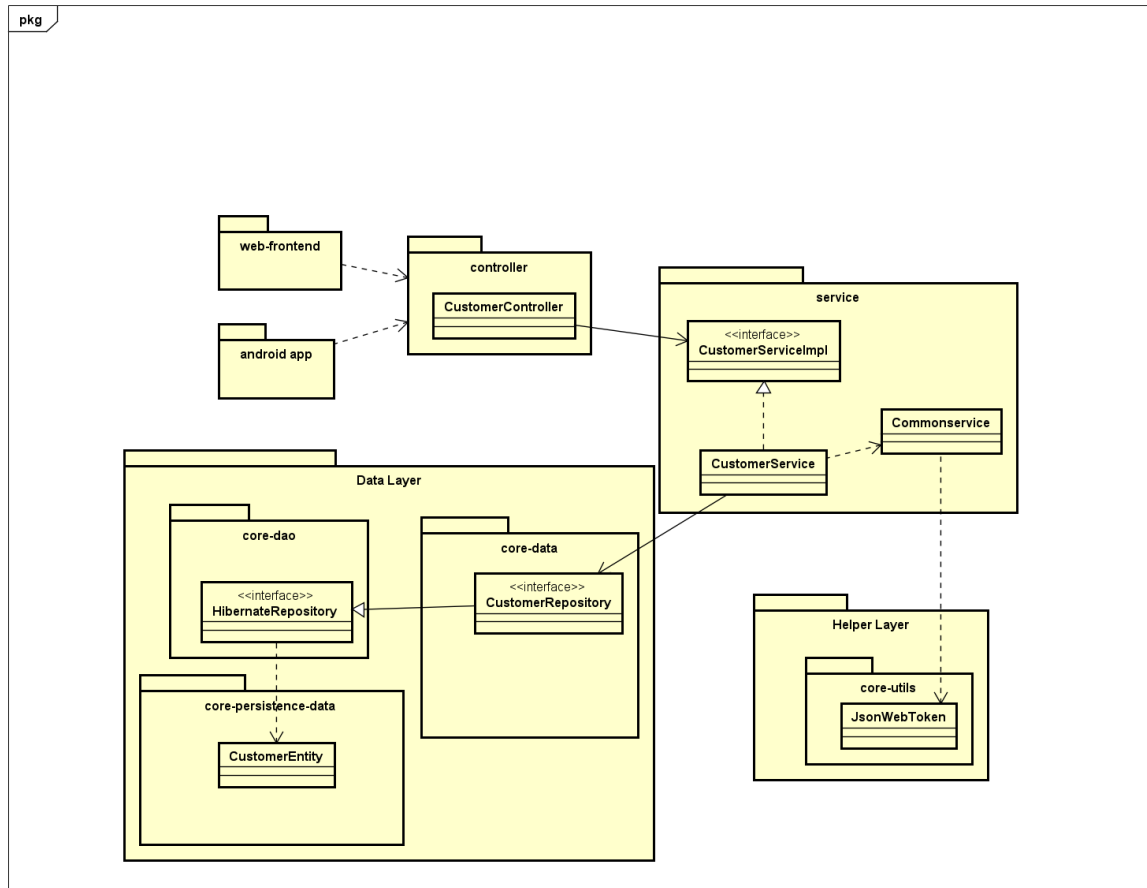 pkg
web-frontend
android app
controller
CustomerController
service
<<interface>>
CustomerServiceImpl
Commonservice
CustomerService
Data Layer
core-dao
<<interface>>
HibernateRepository
core-data
<<interface>>
CustomerRepository
core-persistence-data
CustomerEntity
Helper Layer
core-utils
JsonWebToken